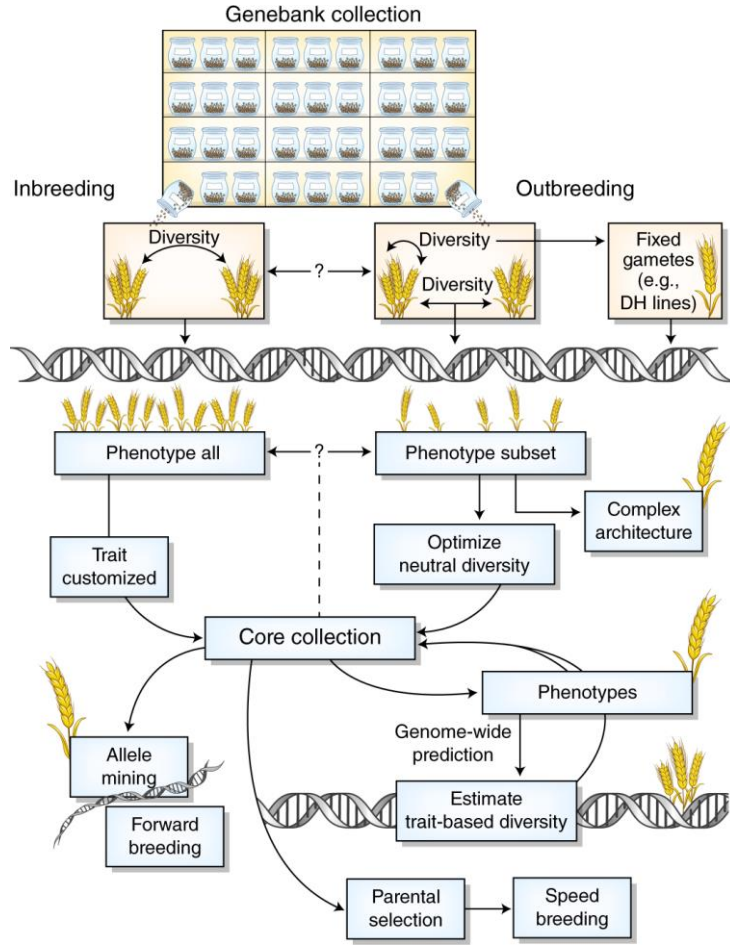 Genebank collection
Inbreeding
Outbreeding
Diversity
?
Diversity
Diversity
Fixed
gametes
(e.g.,
DH lines)
Phenotype all
?
Phenotype subset
Complex
architecture
Trait
customized
Optimize
neutral diversity
Core collection
Phenotypes
Genome-wide
prediction
Allele
mining
Estimate
trait-based diversity
Forward
breeding
Parental
selection
Speed
breeding